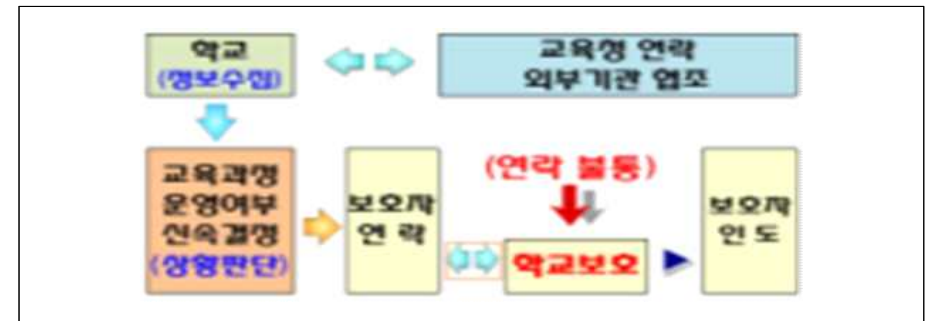 학교
(정보수집)
교육청 연락
외부기관 협조
교육과정
운영여부
신속결정
(상황판단)
보호자
연 락
(연락 불통)
학교보호
보호자
인 도